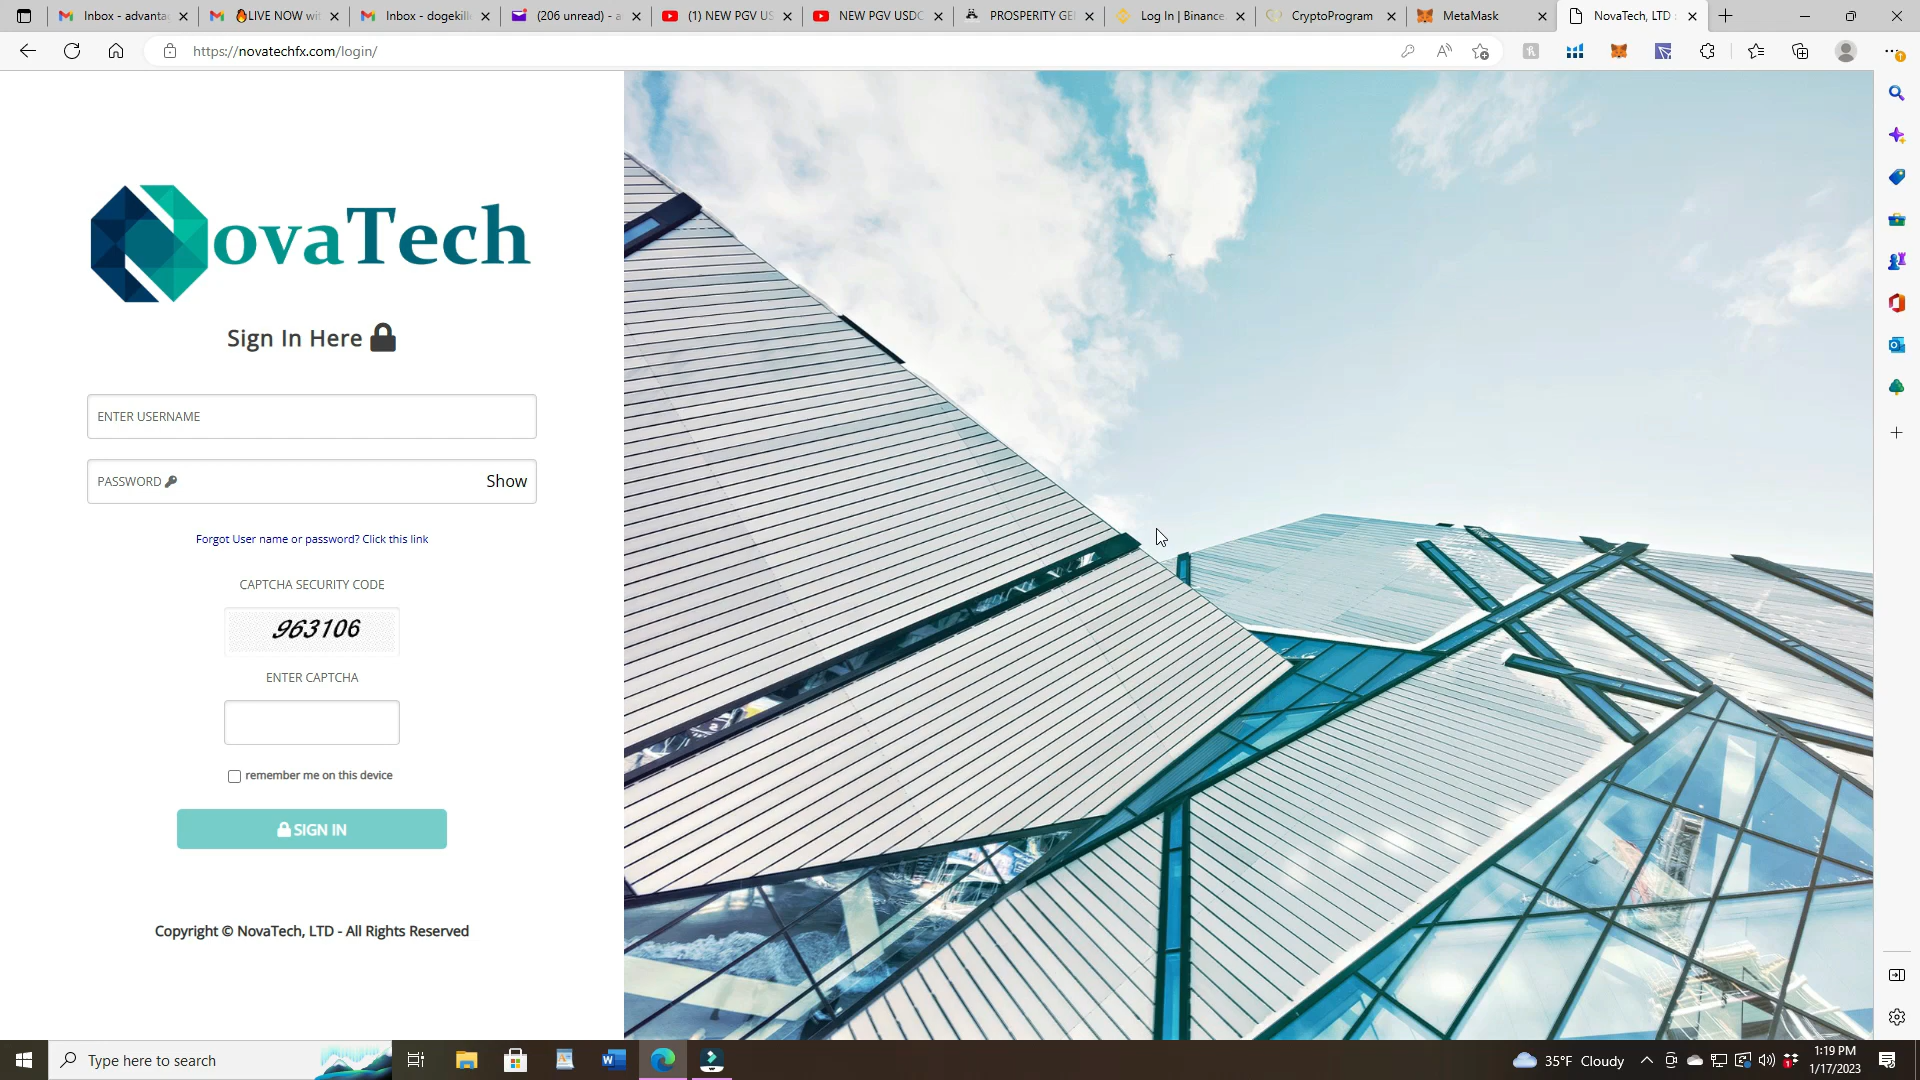 Inbox - advanta
🔥LIVE NOW wi
Inbox - dogekill
(206 unread) - a
(1) NEW PGV US
NEW PGV USDC
PROSPERITY GE
Log In | Binance
CryptoProgram
MetaMask
NovaTech, LTD
https://novatechfx.com/login/
NovaTech
Sign In Here
ENTER USERNAME
PASSWORD
Show
Forgot User name or password? Click this link
CAPTCHA SECURITY CODE
963106
ENTER CAPTCHA
remember me on this device
SIGN IN
Copyright © NovaTech, LTD - All Rights Reserved
Type here to search
35°F Cloudy
1:19 PM
1/17/2023